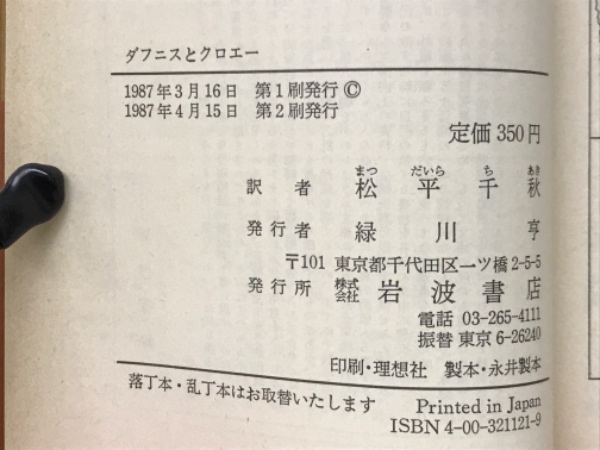 ダフニスとクロエー
1987年3月16日 第1刷発行 ©
1987年4月15日 第2刷発行
定価 350円
まつ だいら ち あき
訳者 松平千秋
発行者 緑川亨
〒101 東京都千代田区一ツ橋2-5-5
発行所 株式会社 岩波書店
電話 03-265-4111
振替 東京 6-26240
印刷・理想社 製本・永井製本
落丁本・乱丁本はお取替いたします
Printed in Japan
ISBN 4-00-321121-9